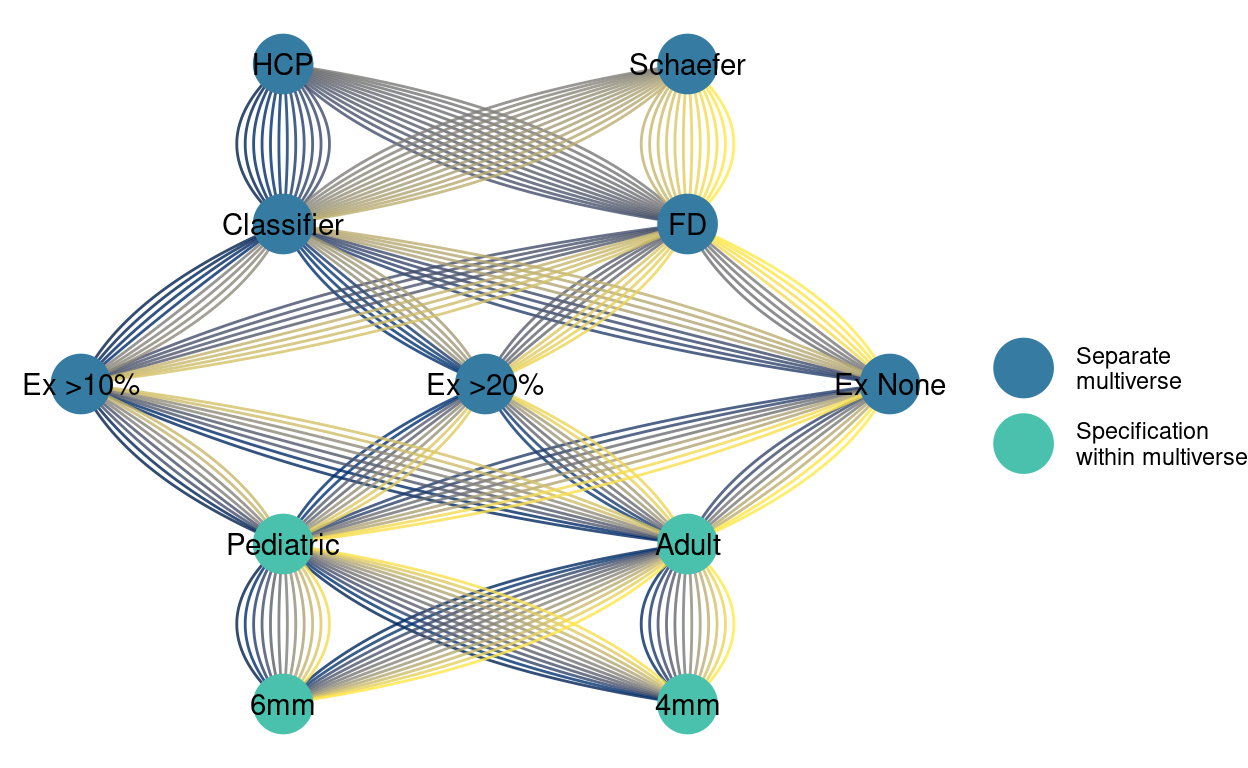 HCP
Schaefer
Classifier
FD
Ex >10%
Ex >20%
Ex None
Separate
multiverse
Specification
within multiverse
Pediatric
Adult
6mm
4mm